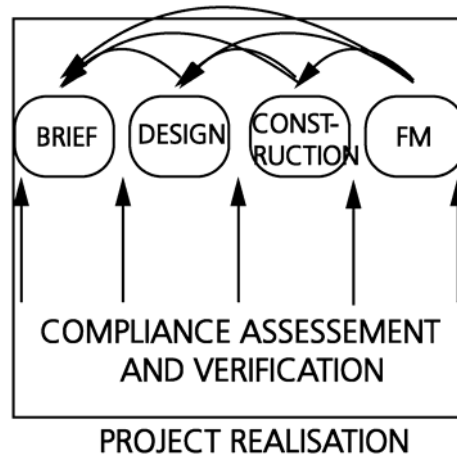 BRIEF
DESIGN
CONST-
RUCTION
FM
COMPLIANCE ASSESSEMENT
AND VERIFICATION
PROJECT REALISATION